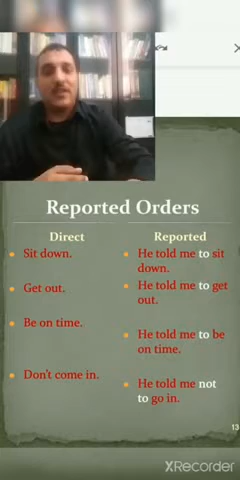 Reported Orders
Direct
Reported
Sit down.
He told me to sit
down.
Get out.
He told me to get
out.
Be on time.
He told me to be
on time.
Don't come in.
He told me not
to go in.
13
XRecorder